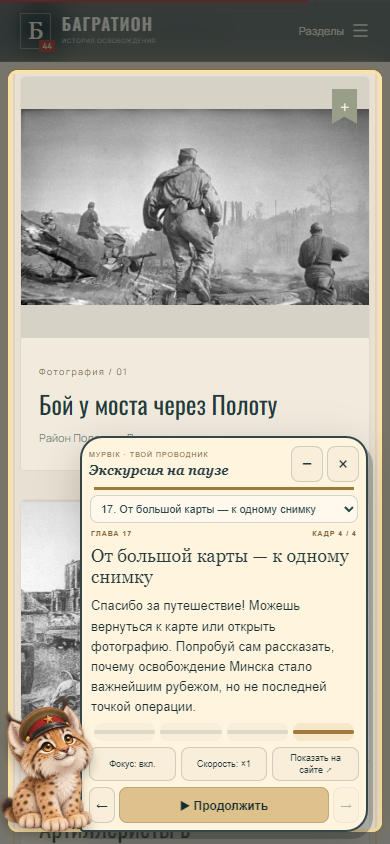 Б
44
БАГРАТИОН
ИСТОРИЯ ОСВОБОЖДЕНИЯ
Разделы
+
Фотография / 01
Бой у моста через Полоту
МУРВІК · ТВОЙ ПРОВОДНИК
Экскурсия на паузе
−
×
17. От большой карты — к одному снимку
ГЛАВА 17
КАДР 4 / 4
От большой карты — к одному
снимку
Спасибо за путешествие! Можешь
вернуться к карте или открыть
фотографию. Попробуй сам рассказать,
почему освобождение Минска стало
важнейшим рубежом, но не последней
точкой операции.
Фокус: вкл.
Скорость: ×1
Показать на
сайте ↗
←
▶ Продолжить
→